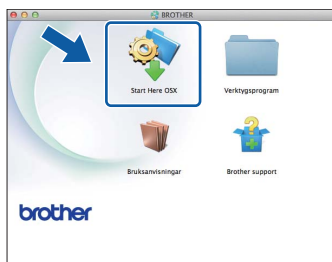 BROTHER
Start Here OSX
Verktygsprogram
Bruksanvisningar
Brother support
brother